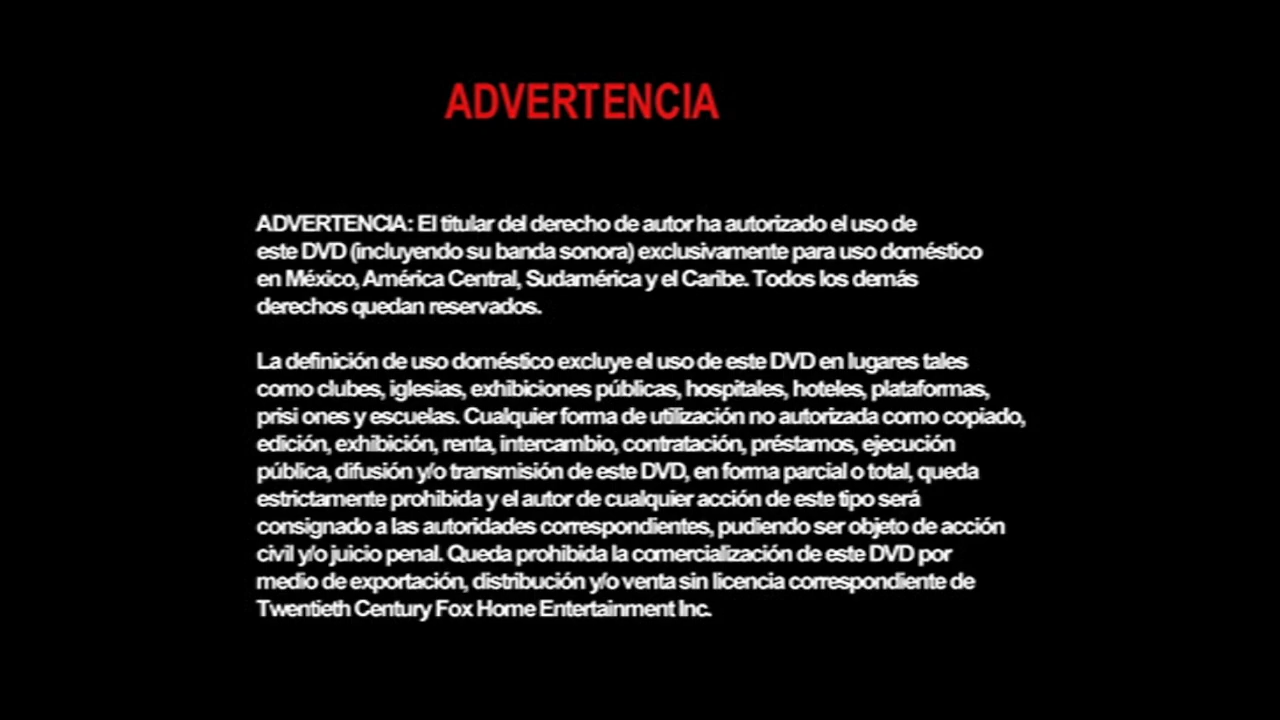 ADVERTENCIA
ADVERTENCIA: El titular del derecho de autor ha autorizado el uso de
este DVD (incluyendo su banda sonora) exclusivamente para uso doméstico
en México, América Central, Sudamérica y el Caribe. Todos los demás
derechos quedan reservados.
La definición de uso doméstico excluye el uso de este DVD en lugares tales
como clubes, iglesias, exhibiciones públicas, hospitales, hoteles, plataformas,
prisi ones y escuelas. Cualquier forma de utilización no autorizada como copiado,
edición, exhibición, renta, intercambio, contratación, préstamos, ejecución
pública, difusión y/o transmisión de este DVD, en forma parcial o total, queda
estrictamente prohibida y el autor de cualquier acción de este tipo será
consignado a las autoridades correspondientes, pudiendo ser objeto de acción
civil y/o juicio penal. Queda prohibida la comercialización de este DVD por
medio de exportación, distribución y/o venta sin licencia correspondiente de
Twentieth Century Fox Home Entertainment Inc.